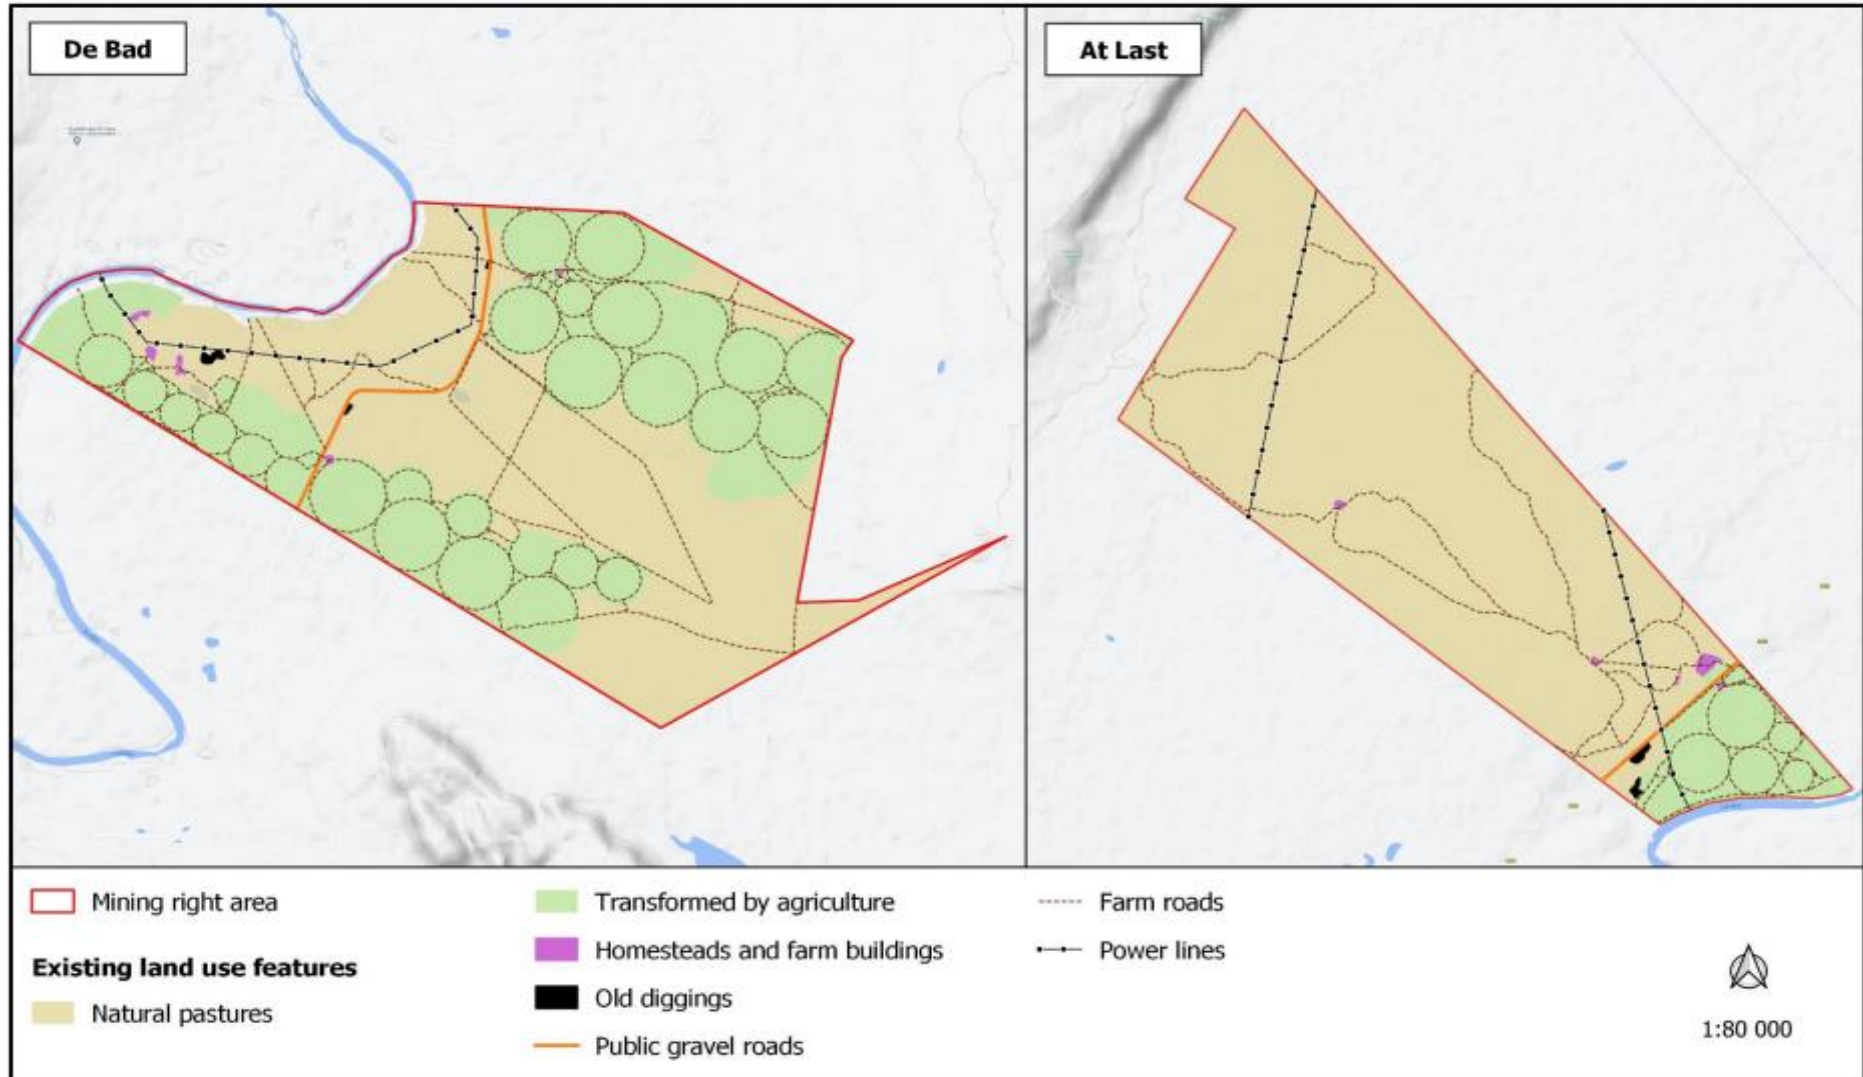 De Bad
At Last
Mining right area
Existing land use features
Natural pastures
Transformed by agriculture
Homesteads and farm buildings
Old diggings
Public gravel roads
Farm roads
Power lines
1:80 000